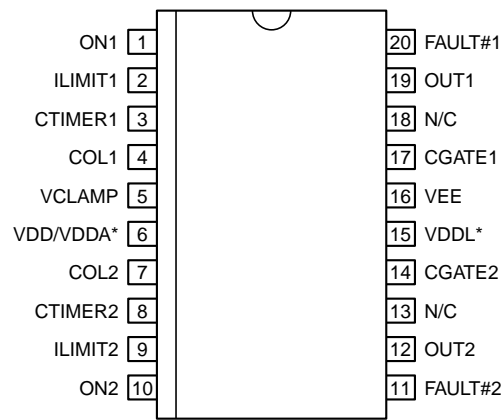 ON1 1 20 FAULT#1
ILIMIT1 2 19 OUT1
CTIMER1 3 18 N/C
COL1 4 17 CGATE1
VCLAMP 5 16 VEE
VDD/VDDA* 6 15 VDDL*
COL2 7 14 CGATE2
CTIMER2 8 13 N/C
ILIMIT2 9 12 OUT2
ON2 10 11 FAULT#2